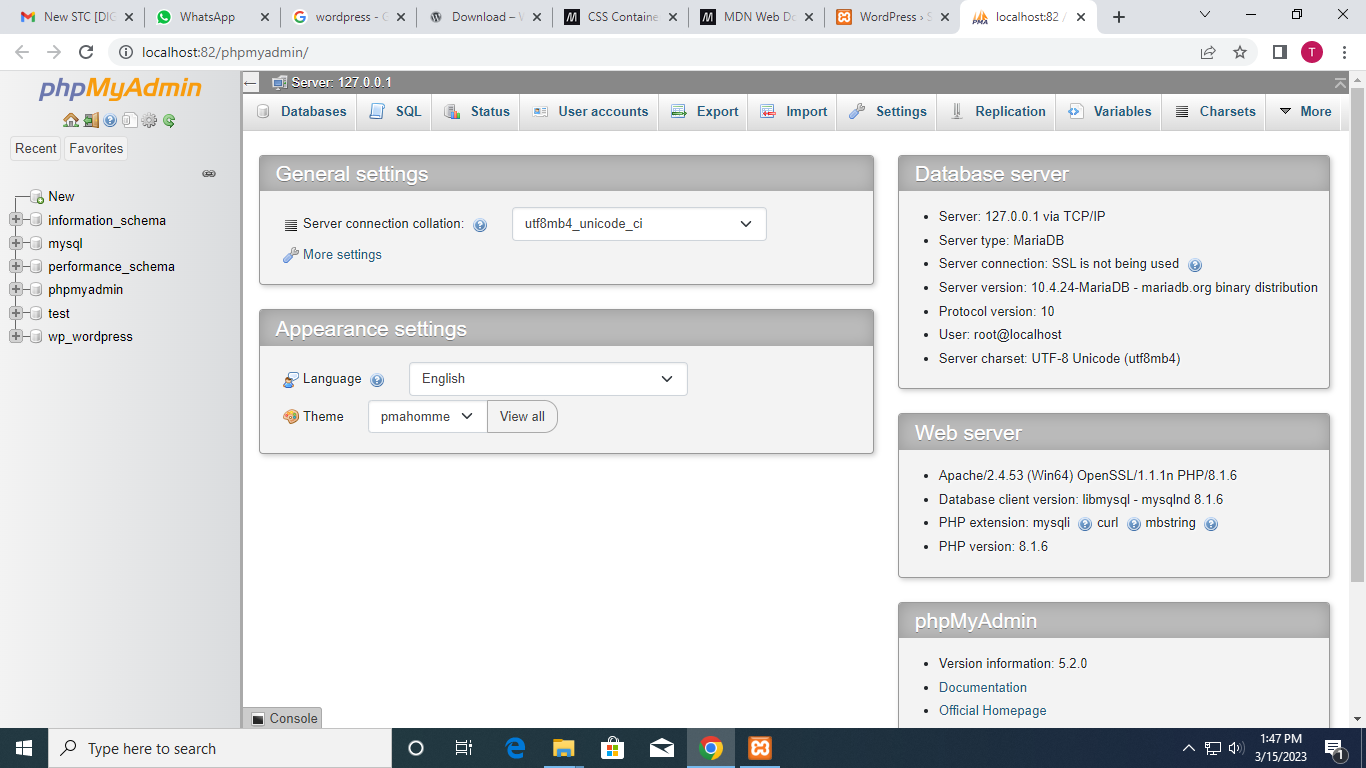 New STC [DIG
WhatsApp
wordpress - G
Download – W
CSS Containe
MDN Web Do
WordPress › S
localhost:82 /
localhost:82/phpmyadmin/
T
phpMyAdmin
Recent
Favorites
New
information_schema
mysql
performance_schema
phpmyadmin
test
wp_wordpress
Server: 127.0.0.1
Databases
SQL
Status
User accounts
Export
Import
Settings
Replication
Variables
Charsets
More
General settings
Server connection collation:
utf8mb4_unicode_ci
More settings
Appearance settings
Language
English
Theme
pmahomme
View all
Database server
Server: 127.0.0.1 via TCP/IP
Server type: MariaDB
Server connection: SSL is not being used
Server version: 10.4.24-MariaDB - mariadb.org binary distribution
Protocol version: 10
User: root@localhost
Server charset: UTF-8 Unicode (utf8mb4)
Web server
Apache/2.4.53 (Win64) OpenSSL/1.1.1n PHP/8.1.6
Database client version: libmysql - mysqlnd 8.1.6
PHP extension: mysqli curl mbstring
PHP version: 8.1.6
phpMyAdmin
Version information: 5.2.0
Documentation
Official Homepage
Console
Type here to search
1:47 PM
3/15/2023
1